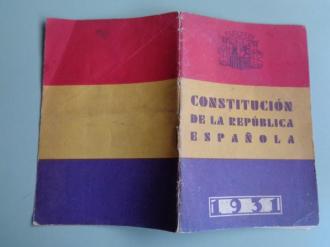 CONSTITUCIÓN
DE LA REPÚBLICA
ESPAÑOLA
1931